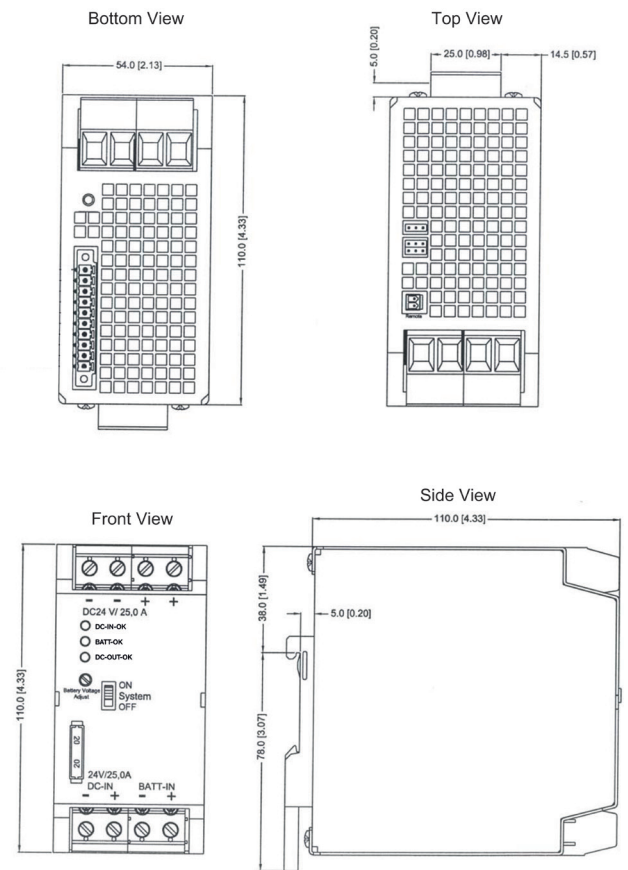 Bottom View
Top View
54.0 [2.13]
110.0 [4.33]
5.0 [0.20]
25.0 [0.98]
14.5 [0.57]
Remote
Front View
Side View
110.0 [4.33]
- - + +
DC24 V/ 25,0 A
DC-IN-OK
BATT-OK
DC-OUT-OK
Battery Voltage
Adjust
ON
System
OFF
20 20
24V/25,0A
DC-IN BATT-IN
- + - +
110.0 [4.33]
38.0 [1.49]
5.0 [0.20]
78.0 [3.07]